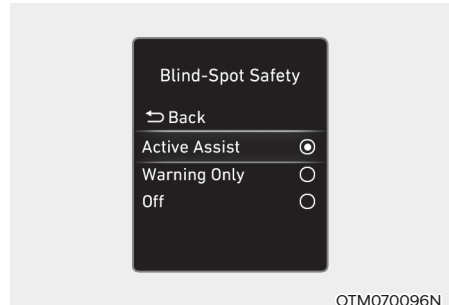 Blind-Spot Safety
Back
Active Assist
Warning Only
Off
OTM070096N